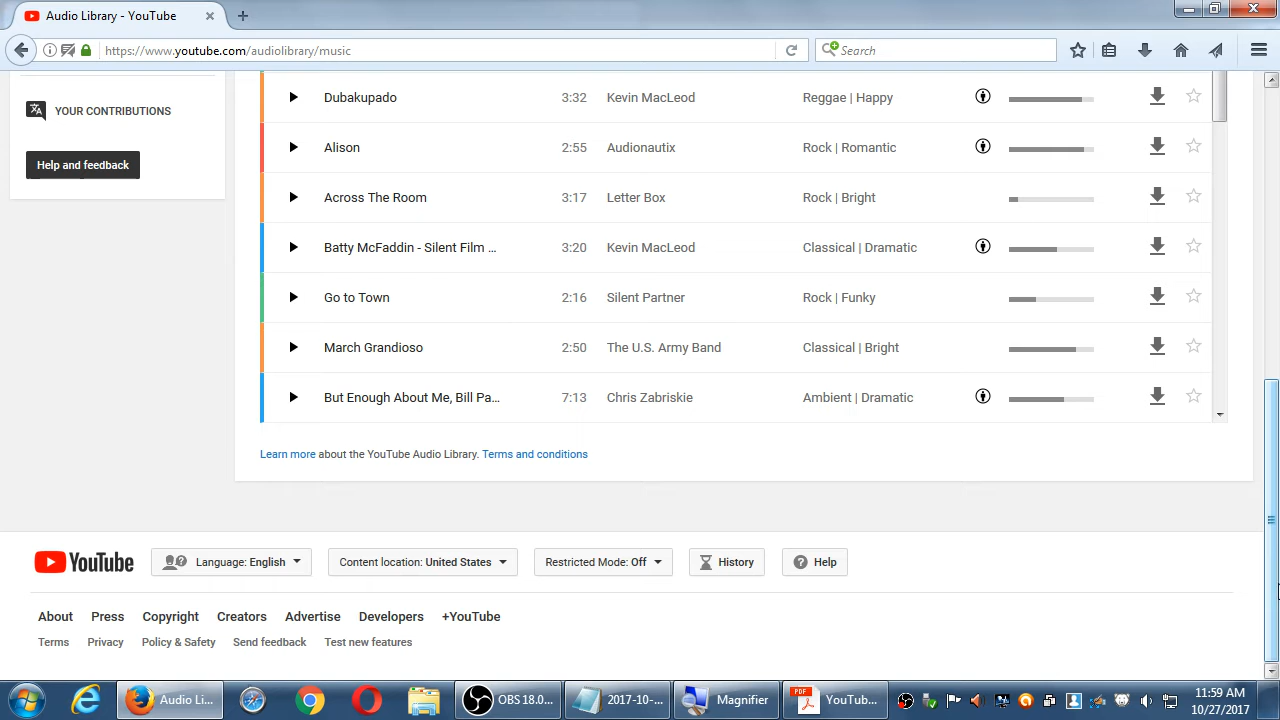 Audio Library - YouTube
https://www.youtube.com/audiolibrary/music
Search
YOUR CONTRIBUTIONS
Help and feedback
Dubakupado 3:32 Kevin MacLeod Reggae | Happy
Alison 2:55 Audionautix Rock | Romantic
Across The Room 3:17 Letter Box Rock | Bright
Batty McFaddin - Silent Film ... 3:20 Kevin MacLeod Classical | Dramatic
Go to Town 2:16 Silent Partner Rock | Funky
March Grandioso 2:50 The U.S. Army Band Classical | Bright
But Enough About Me, Bill Pa... 7:13 Chris Zabriskie Ambient | Dramatic
Learn more about the YouTube Audio Library. Terms and conditions
YouTube Language: English Content location: United States Restricted Mode: Off History Help
About Press Copyright Creators Advertise Developers +YouTube
Terms Privacy Policy & Safety Send feedback Test new features
Audio Li... OBS 18.0.... 2017-10-... Magnifier PDF YouTub... 11:59 AM
10/27/2017